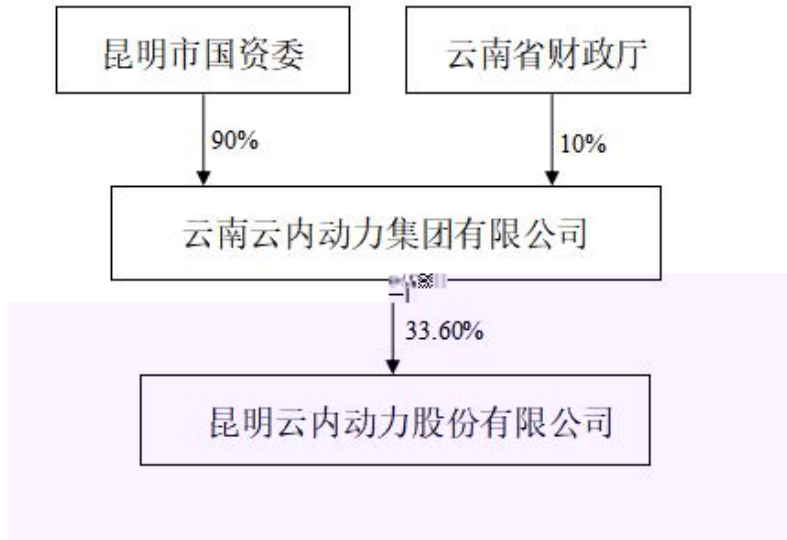 昆明市国资委
云南省财政厅
90%
10%
云南云内动力集团有限公司
33.60%
昆明云内动力股份有限公司